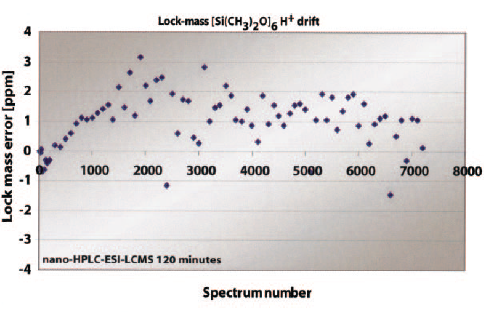 Lock-mass [Si(CH3)2O]6 H+ drift
Lock mass error [ppm]
4
3
2
1
0
-1
-2
-3
-4
0 1000 2000 3000 4000 5000 6000 7000 8000
nano-HPLC-ESI-LCMS 120 minutes
Spectrum number